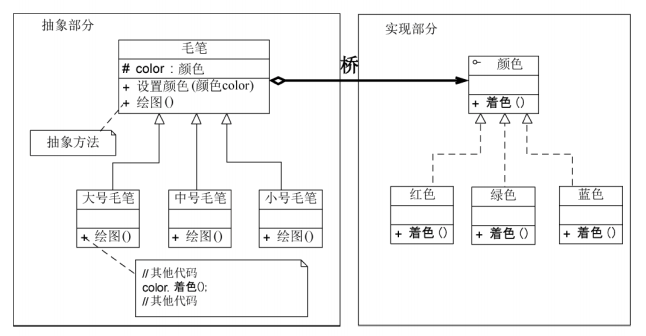 抽象部分
毛笔
# color : 颜色
+ 设置颜色(颜色color)
+ 绘图()
抽象方法
大号毛笔
+ 绘图()
中号毛笔
+ 绘图()
小号毛笔
+ 绘图()
//其他代码
color. 着色();
//其他代码
桥
实现部分
颜色
+ 着色 ()
红色
+ 着色 ()
绿色
+ 着色 ()
蓝色
+ 着色 ()